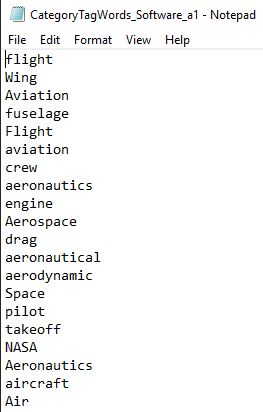 CategoryTagWords_Software_a1 - Notepad
File Edit Format View Help
flight
Wing
Aviation
fuselage
Flight
aviation
crew
aeronautics
engine
Aerospace
drag
aeronautical
aerodynamic
Space
pilot
takeoff
NASA
Aeronautics
aircraft
Air